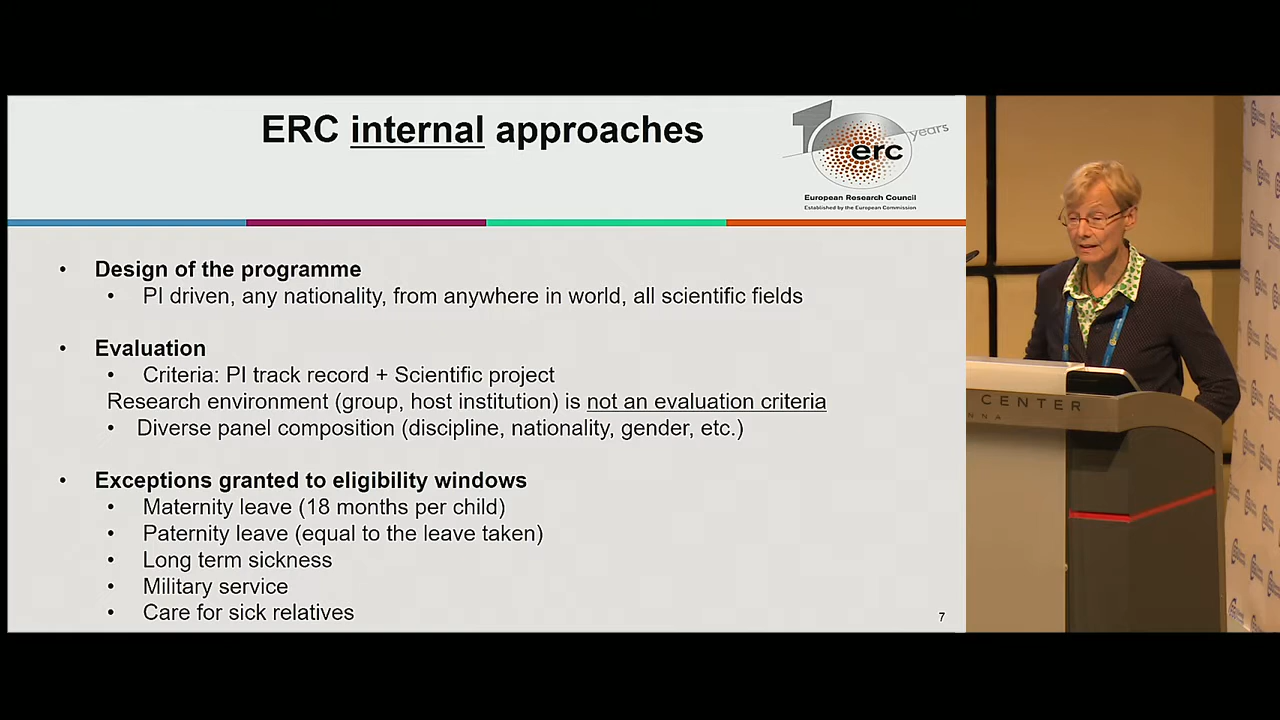 ERC internal approaches
years
erc
European Research Council
Established by the European Commission
• Design of the programme
• PI driven, any nationality, from anywhere in world, all scientific fields
• Evaluation
• Criteria: PI track record + Scientific project
Research environment (group, host institution) is not an evaluation criteria
• Diverse panel composition (discipline, nationality, gender, etc.)
• Exceptions granted to eligibility windows
• Maternity leave (18 months per child)
• Paternity leave (equal to the leave taken)
• Long term sickness
• Military service
• Care for sick relatives
7
CENTER